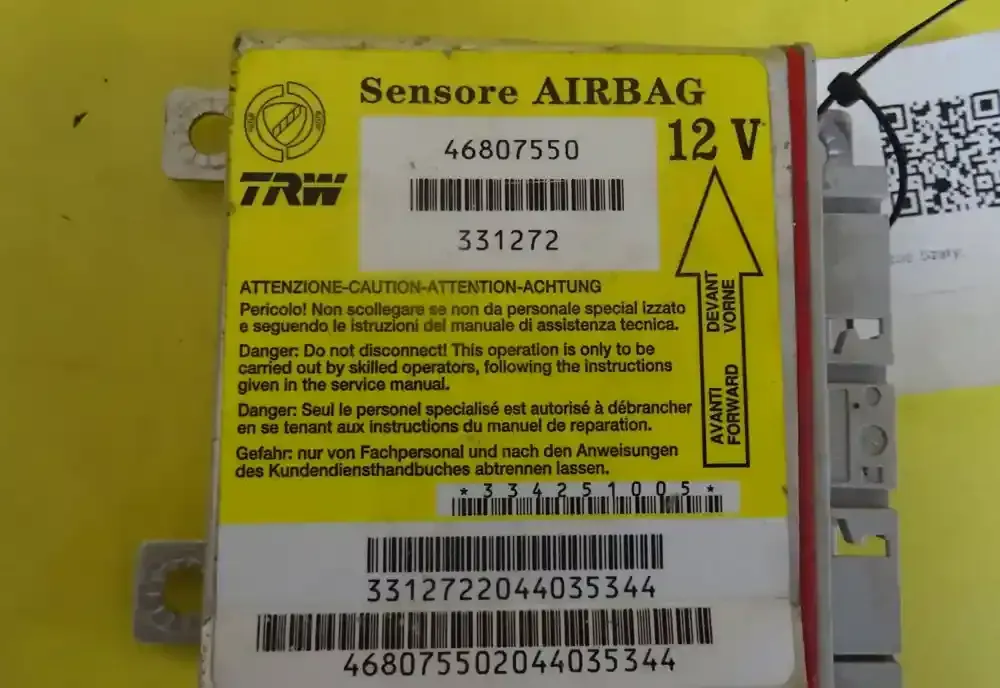 Sensore AIRBAG
12 V
46807550
TRW
331272
ATTENZIONE-CAUTION-ATTENTION-ACHTUNG
Pericolo! Non scollegare se non da personale special izzato
e seguendo le istruzioni del manuale di assistenza tecnica.
Danger: Do not disconnect! This operation is only to be
carried out by skilled operators, following the instructions
given in the service manual.
Danger: Seul le personel specialisé est autorisé à débrancher
en se tenant aux instructions du manuel de reparation.
Gefahr: nur von Fachpersonal und nach den Anweisungen
des Kundendiensthandbuches abtrennen lassen.
DEVANT
VORNE
AVANTI
FORWARD
*334251005*
3312722044035344
468075502044035344
Szary